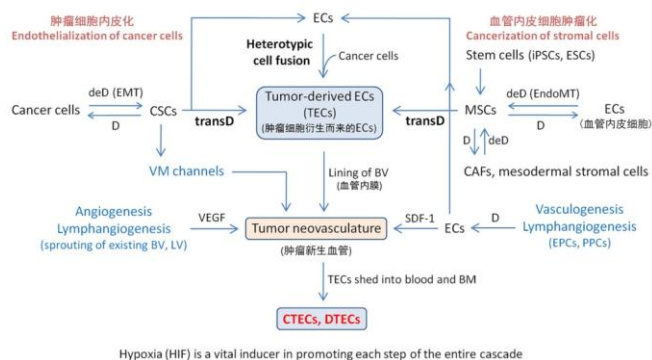 肿瘤细胞内皮化
Endothelialization of cancer cells
ECs
血管内皮细胞肿瘤化
Cancerization of stromal cells
Heterotypic
cell fusion
Cancer cells
Stem cells (iPSCs, ESCs)
deD (EMT)
Cancer cells
D
CSCs
transD
Tumor-derived ECs
(TECs)
(肿瘤细胞衍生而来的ECs)
transD
MSCs
deD (EndoMT)
D
ECs
(血管内皮细胞)
D
deD
CAFs, mesodermal stromal cells
VM channels
Lining of BV
(血管内膜)
Angiogenesis
Lymphangiogenesis
(sprouting of existing BV, LV)
VEGF
Tumor neovasculature
(肿瘤新生血管)
SDF-1
ECs
D
Vasculogenesis
Lymphangiogenesis
(EPCs, PPCs)
TECs shed into blood and BM
CTECs, DTECs
Hypoxia (HIF) is a vital inducer in promoting each step of the entire cascade